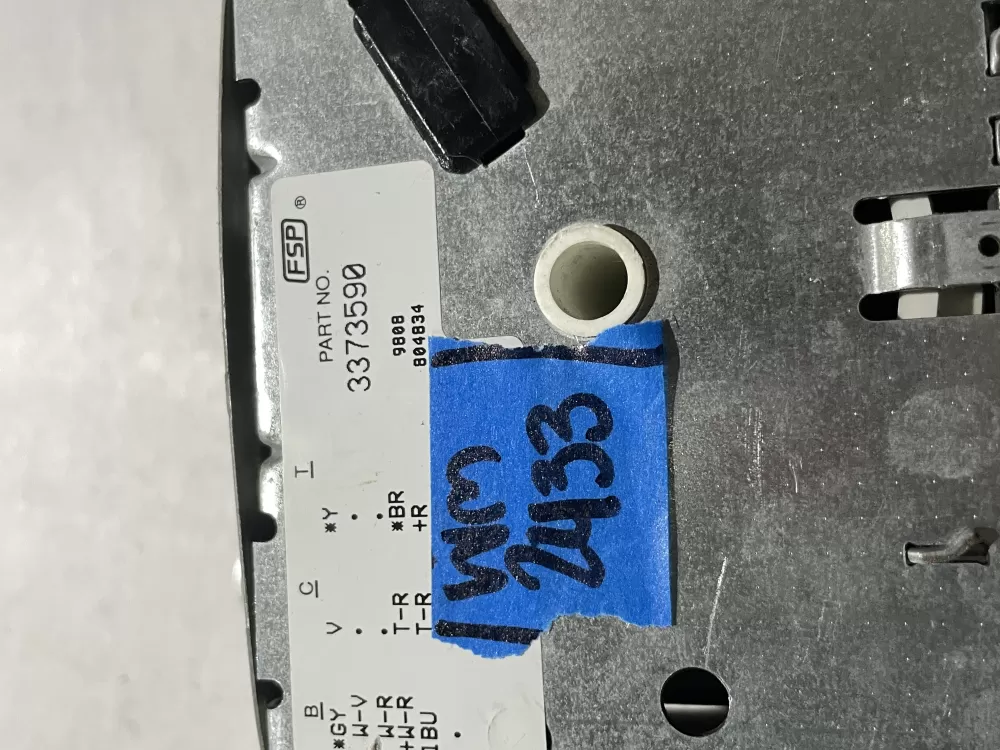 FSP ®
PART NO.
3373590
9808
804834
T
*Y
*BR
+R
C
V
T-R
T-R
B
*GY
W-V
W-R
+W-R
1BU
WM
2433